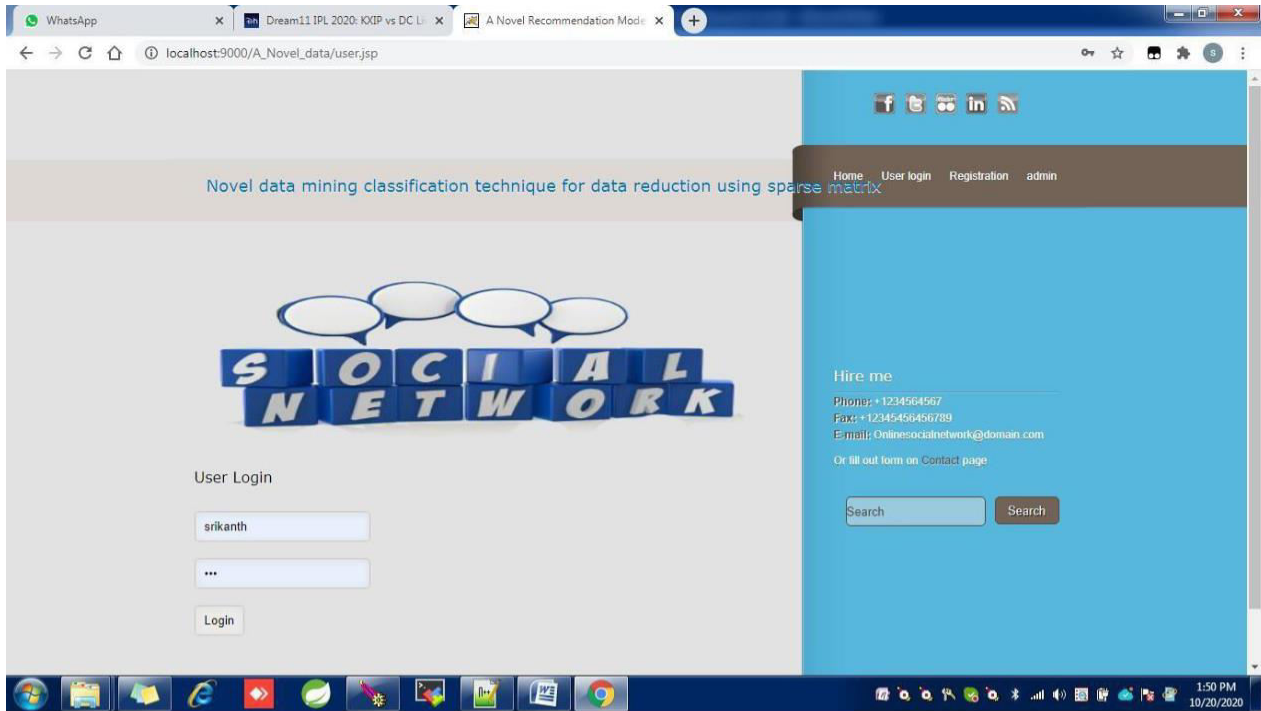 WhatsApp
Dream11 IPL 2020: KXIP vs DC Li
A Novel Recommendation Mode
localhost:9000/A_Novel_data/user.jsp
S
Novel data mining classification technique for data reduction using sparse matrix
Home User login Registration admin
SOCIAL
NETWORK
Hire me
Phone: +1234564567
Fax: +12345456456789
E-mail: Onlinesocialnetwork@domain.com
Or fill out form on Contact page
Search Search
User Login
srikanth
•••
Login
1:50 PM
10/20/2020